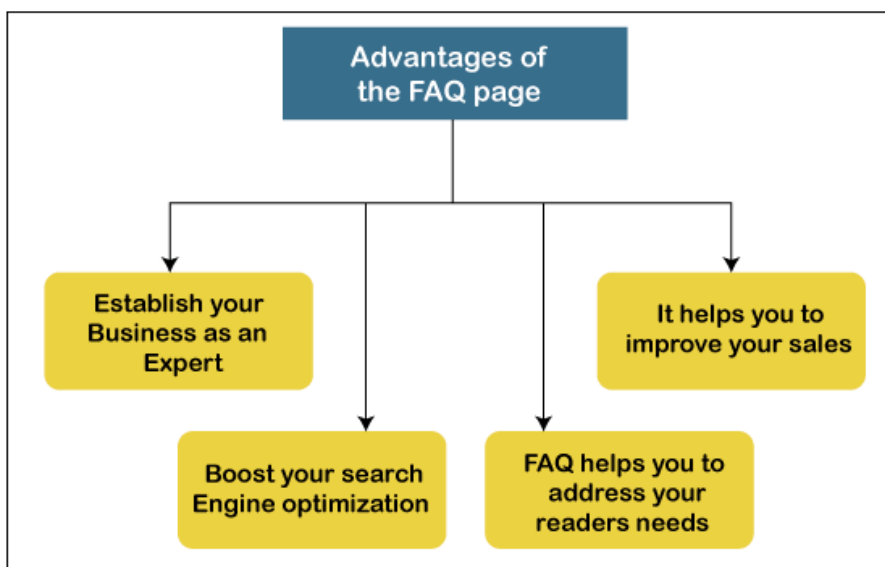 Advantages of
the FAQ page
Establish your
Business as an
Expert
It helps you to
improve your sales
Boost your search
Engine optimization
FAQ helps you to
address your
readers needs